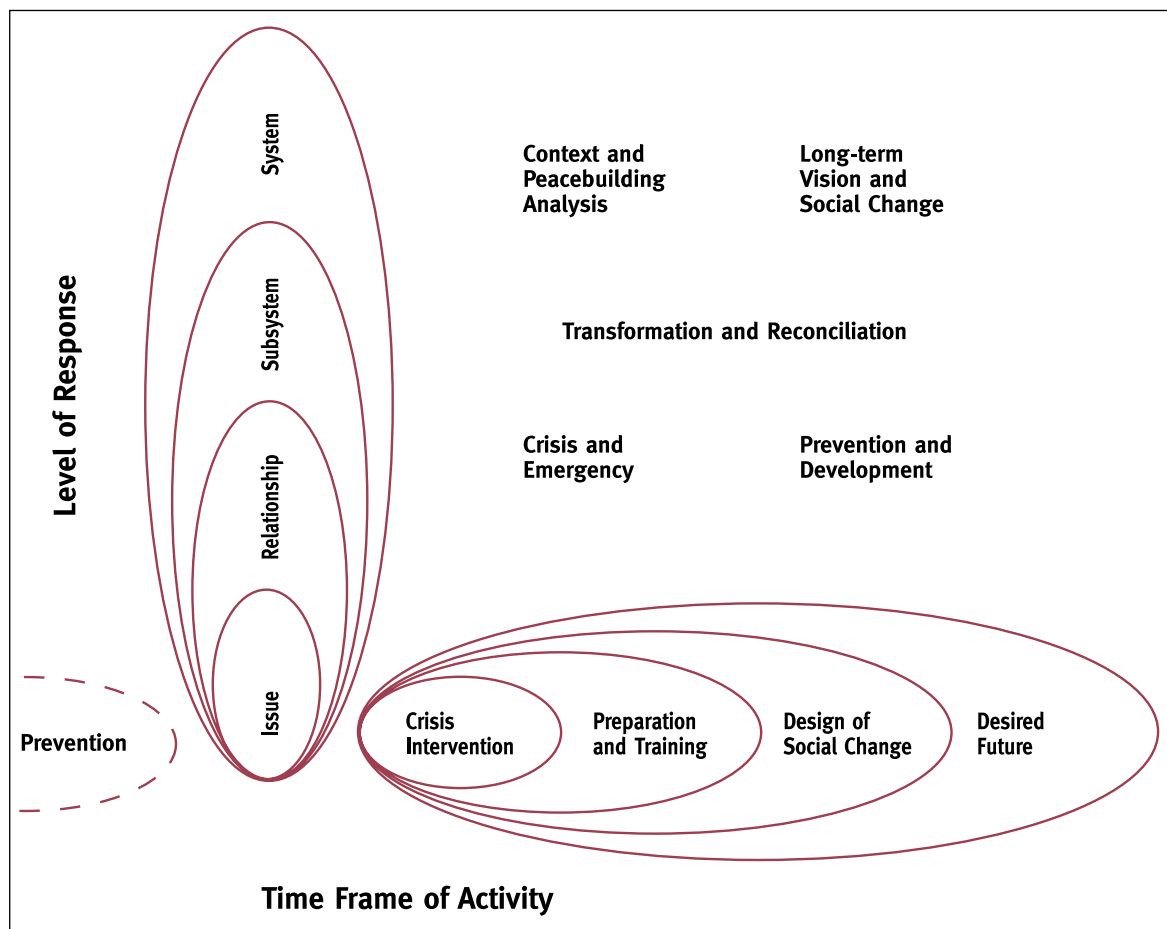 Level of Response
System
Subsystem
Relationship
Issue
Context and
Peacebuilding
Analysis
Long-term
Vision and
Social Change
Transformation and Reconciliation
Crisis and
Emergency
Prevention and
Development
Prevention
Crisis
Intervention
Preparation
and Training
Design of
Social Change
Desired
Future
Time Frame of Activity